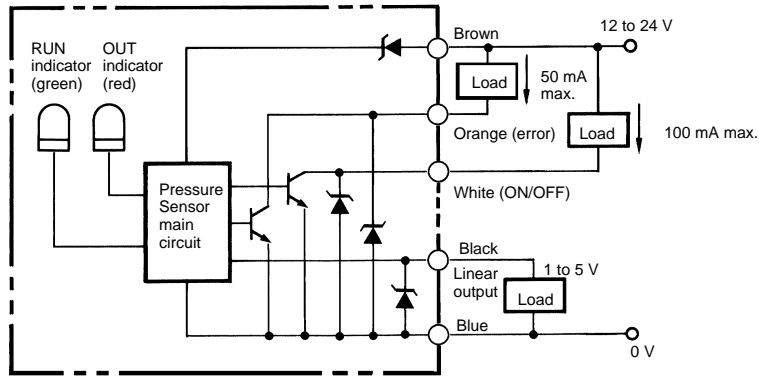 RUN
indicator
(green)
OUT
indicator
(red)
Pressure
Sensor
main
circuit
Brown
12 to 24 V
Load
50 mA
max.
Orange (error)
Load
100 mA max.
White (ON/OFF)
Black
Linear
output
1 to 5 V
Load
Blue
0 V